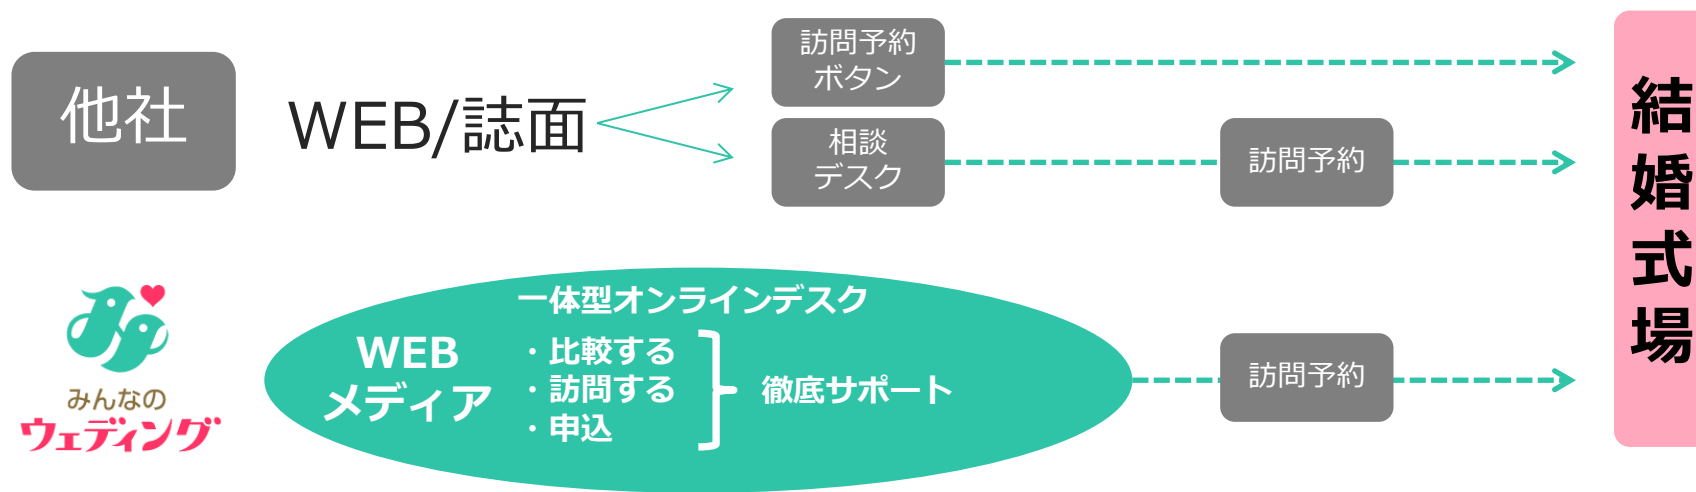 他社
WEB/誌面
訪問予約
ボタン
相談
デスク
訪問予約
結婚式場
みんなの
ウェディング
一体型オンラインデスク
WEB
メディア
・比較する
・訪問する
・申込
徹底サポート
訪問予約